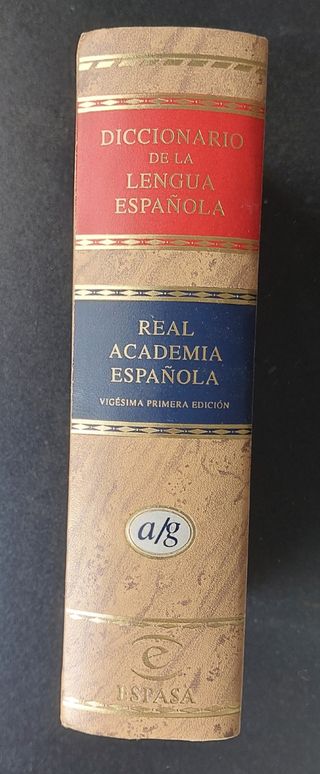 DICCIONARIO
DE LA
LENGUA
ESPAÑOLA
REAL
ACADEMIA
ESPAÑOLA
VIGÉSIMA PRIMERA EDICIÓN
a/g
e
ESPASA